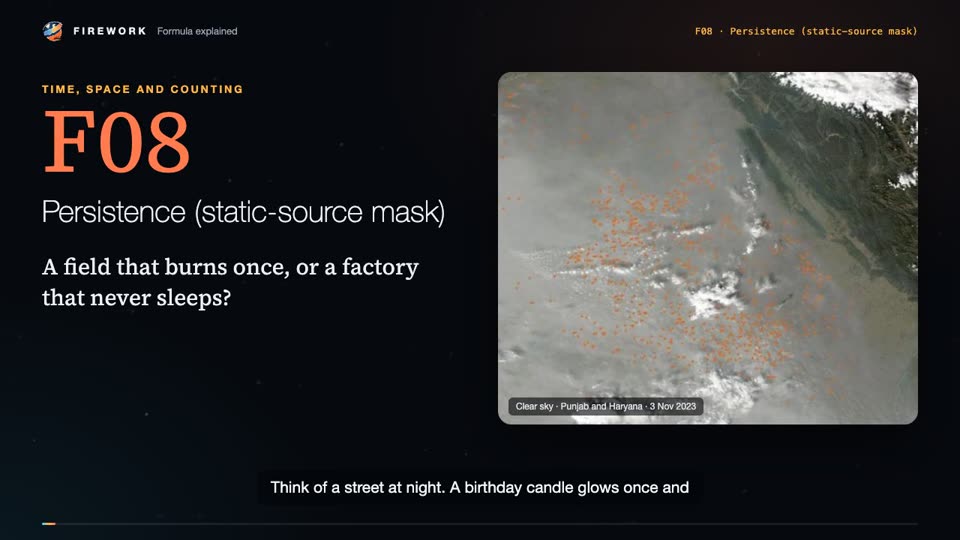 FIREWORK Formula explained
F08 · Persistence (static-source mask)
TIME, SPACE AND COUNTING
F08
Persistence (static-source mask)
A field that burns once, or a factory
that never sleeps?
Clear sky · Punjab and Haryana · 3 Nov 2023
Think of a street at night. A birthday candle glows once and